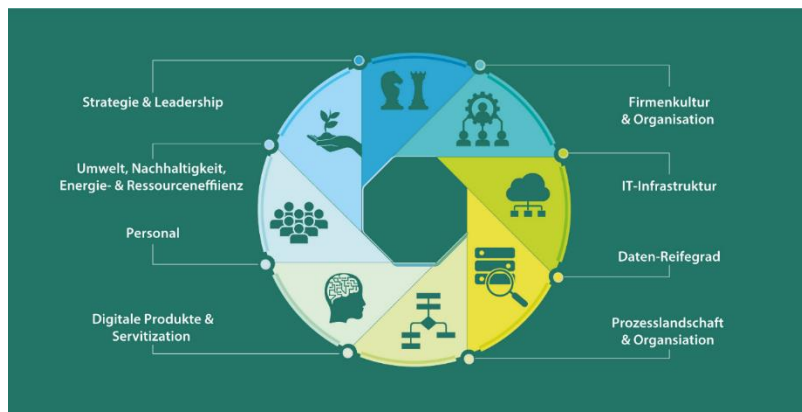 Strategie & Leadership
Umwelt, Nachhaltigkeit,
Energie- & Ressourceneffiienz
Personal
Digitale Produkte &
Servitization
Firmenkultur
& Organisation
IT-Infrastruktur
Daten-Reifegrad
Prozesslandschaft
& Organsiation